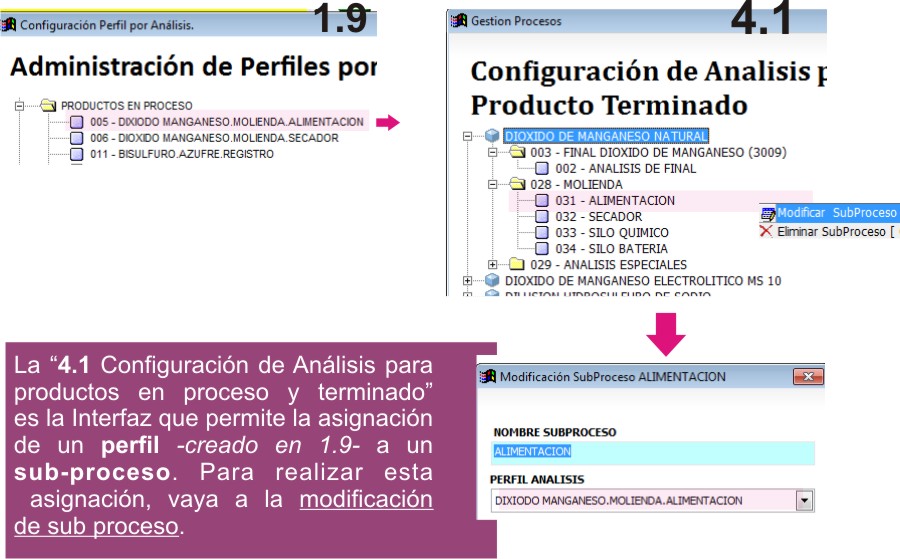 Configuración Perfil por Análisis.
1.9
Administración de Perfiles por
PRODUCTOS EN PROCESO
005 - DIXIODO MANGANESO.MOLIENDA.ALIMENTACION
006 - DIOXIDO MANGANESO.MOLIENDA.SECADOR
011 - BISULFURO.AZUFRE.REGISTRO
Gestion Procesos
4.1
Configuración de Analisis p
Producto Terminado
DIOXIDO DE MANGANESO NATURAL
003 - FINAL DIOXIDO DE MANGANESO (3009)
002 - ANALISIS DE FINAL
028 - MOLIENDA
031 - ALIMENTACION
032 - SECADOR
033 - SILO QUIMICO
034 - SILO BATERIA
029 - ANALISIS ESPECIALES
DIOXIDO DE MANGANESO ELECTROLITICO MS 10
DILUSION HIDROSULFURO DE SODIO
Modificar SubProceso
Eliminar SubProceso [
La “4.1 Configuración de Análisis para
productos en proceso y terminado”
es la Interfaz que permite la asignación
de un perfil -creado en 1.9- a un
sub-proceso. Para realizar esta
asignación, vaya a la modificación
de sub proceso.
Modificación SubProceso ALIMENTACION
NOMBRE SUBPROCESO
ALIMENTACION
PERFIL ANALISIS
DIXIODO MANGANESO.MOLIENDA.ALIMENTACION